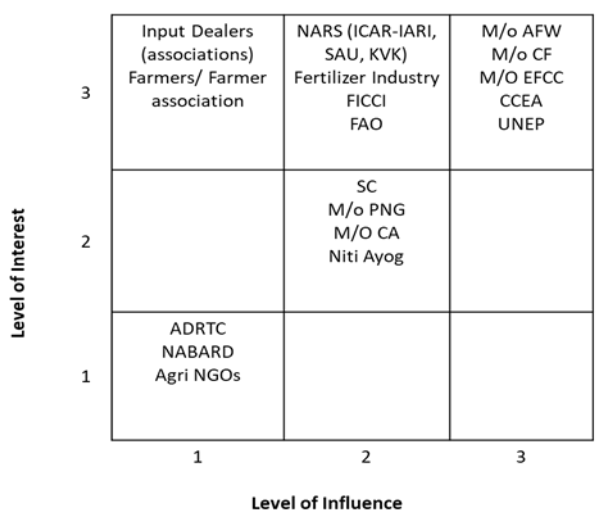 Input Dealers
(associations)
Farmers/ Farmer
association
NARS (ICAR-IARI,
SAU, KVK)
Fertilizer Industry
FICCI
FAO
M/o AFW
M/o CF
M/O EFCC
CCEA
UNEP
3
SC
M/o PNG
M/O CA
Niti Ayog
2
ADRTC
NABARD
Agri NGOs
1
Level of Interest
1
2
3
Level of Influence